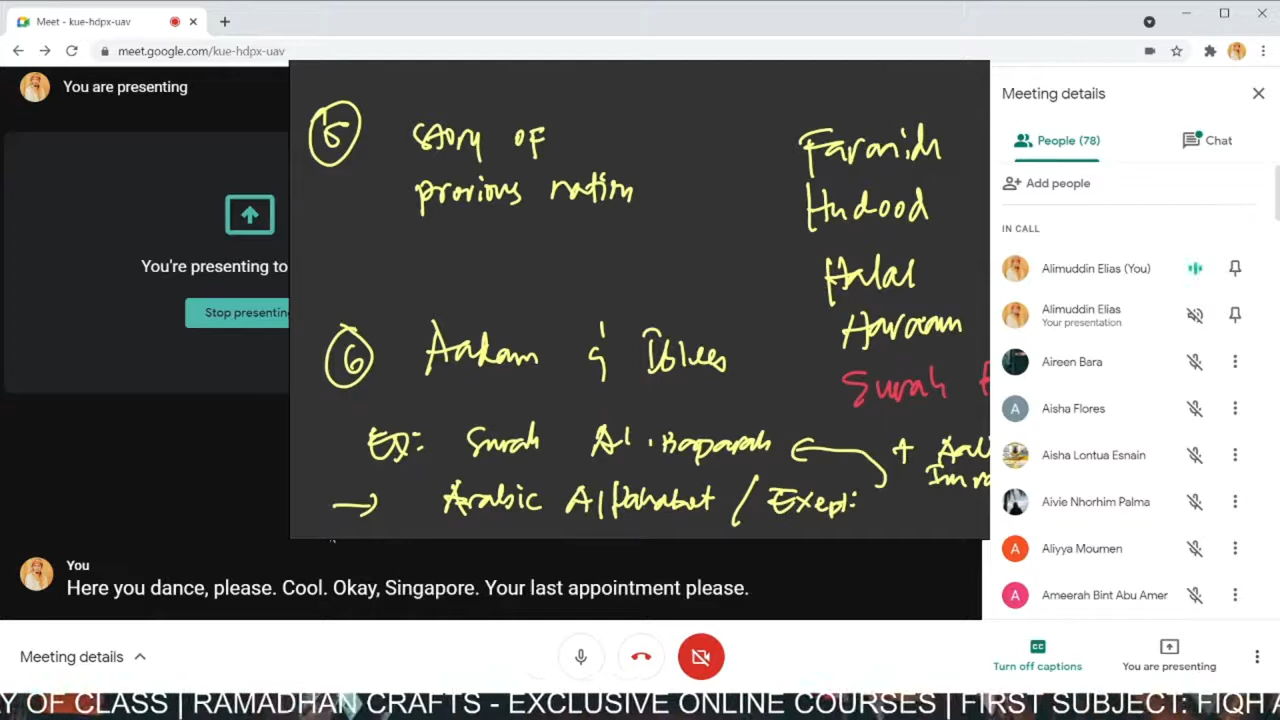 Meet - kue-hdpx-uav
meet.google.com/kue-hdpx-uav
You are presenting
You're presenting to
Stop presenting
5 story of
previous nation
Faraidh
Hudood
Halal
Haraam
Surah
6 Aadam & Iblees
Ex: Surah Al-Baqarah + Aal
Imra
→ Arabic Alphabet / Exept:
Meeting details
People (78)
Chat
Add people
IN CALL
Alimuddin Elias (You)
Alimuddin Elias
Your presentation
Aireen Bara
A Aisha Flores
Aisha Lontua Esnain
Aivie Nhorhim Palma
A Aliyya Moumen
A Ameerah Bint Abu Amer
You
Here you dance, please. Cool. Okay, Singapore. Your last appointment please.
Meeting details
CC
Turn off captions
You are presenting
Y OF CLASS | RAMADHAN CRAFTS - EXCLUSIVE ONLINE COURSES | FIRST SUBJECT: FIQH A